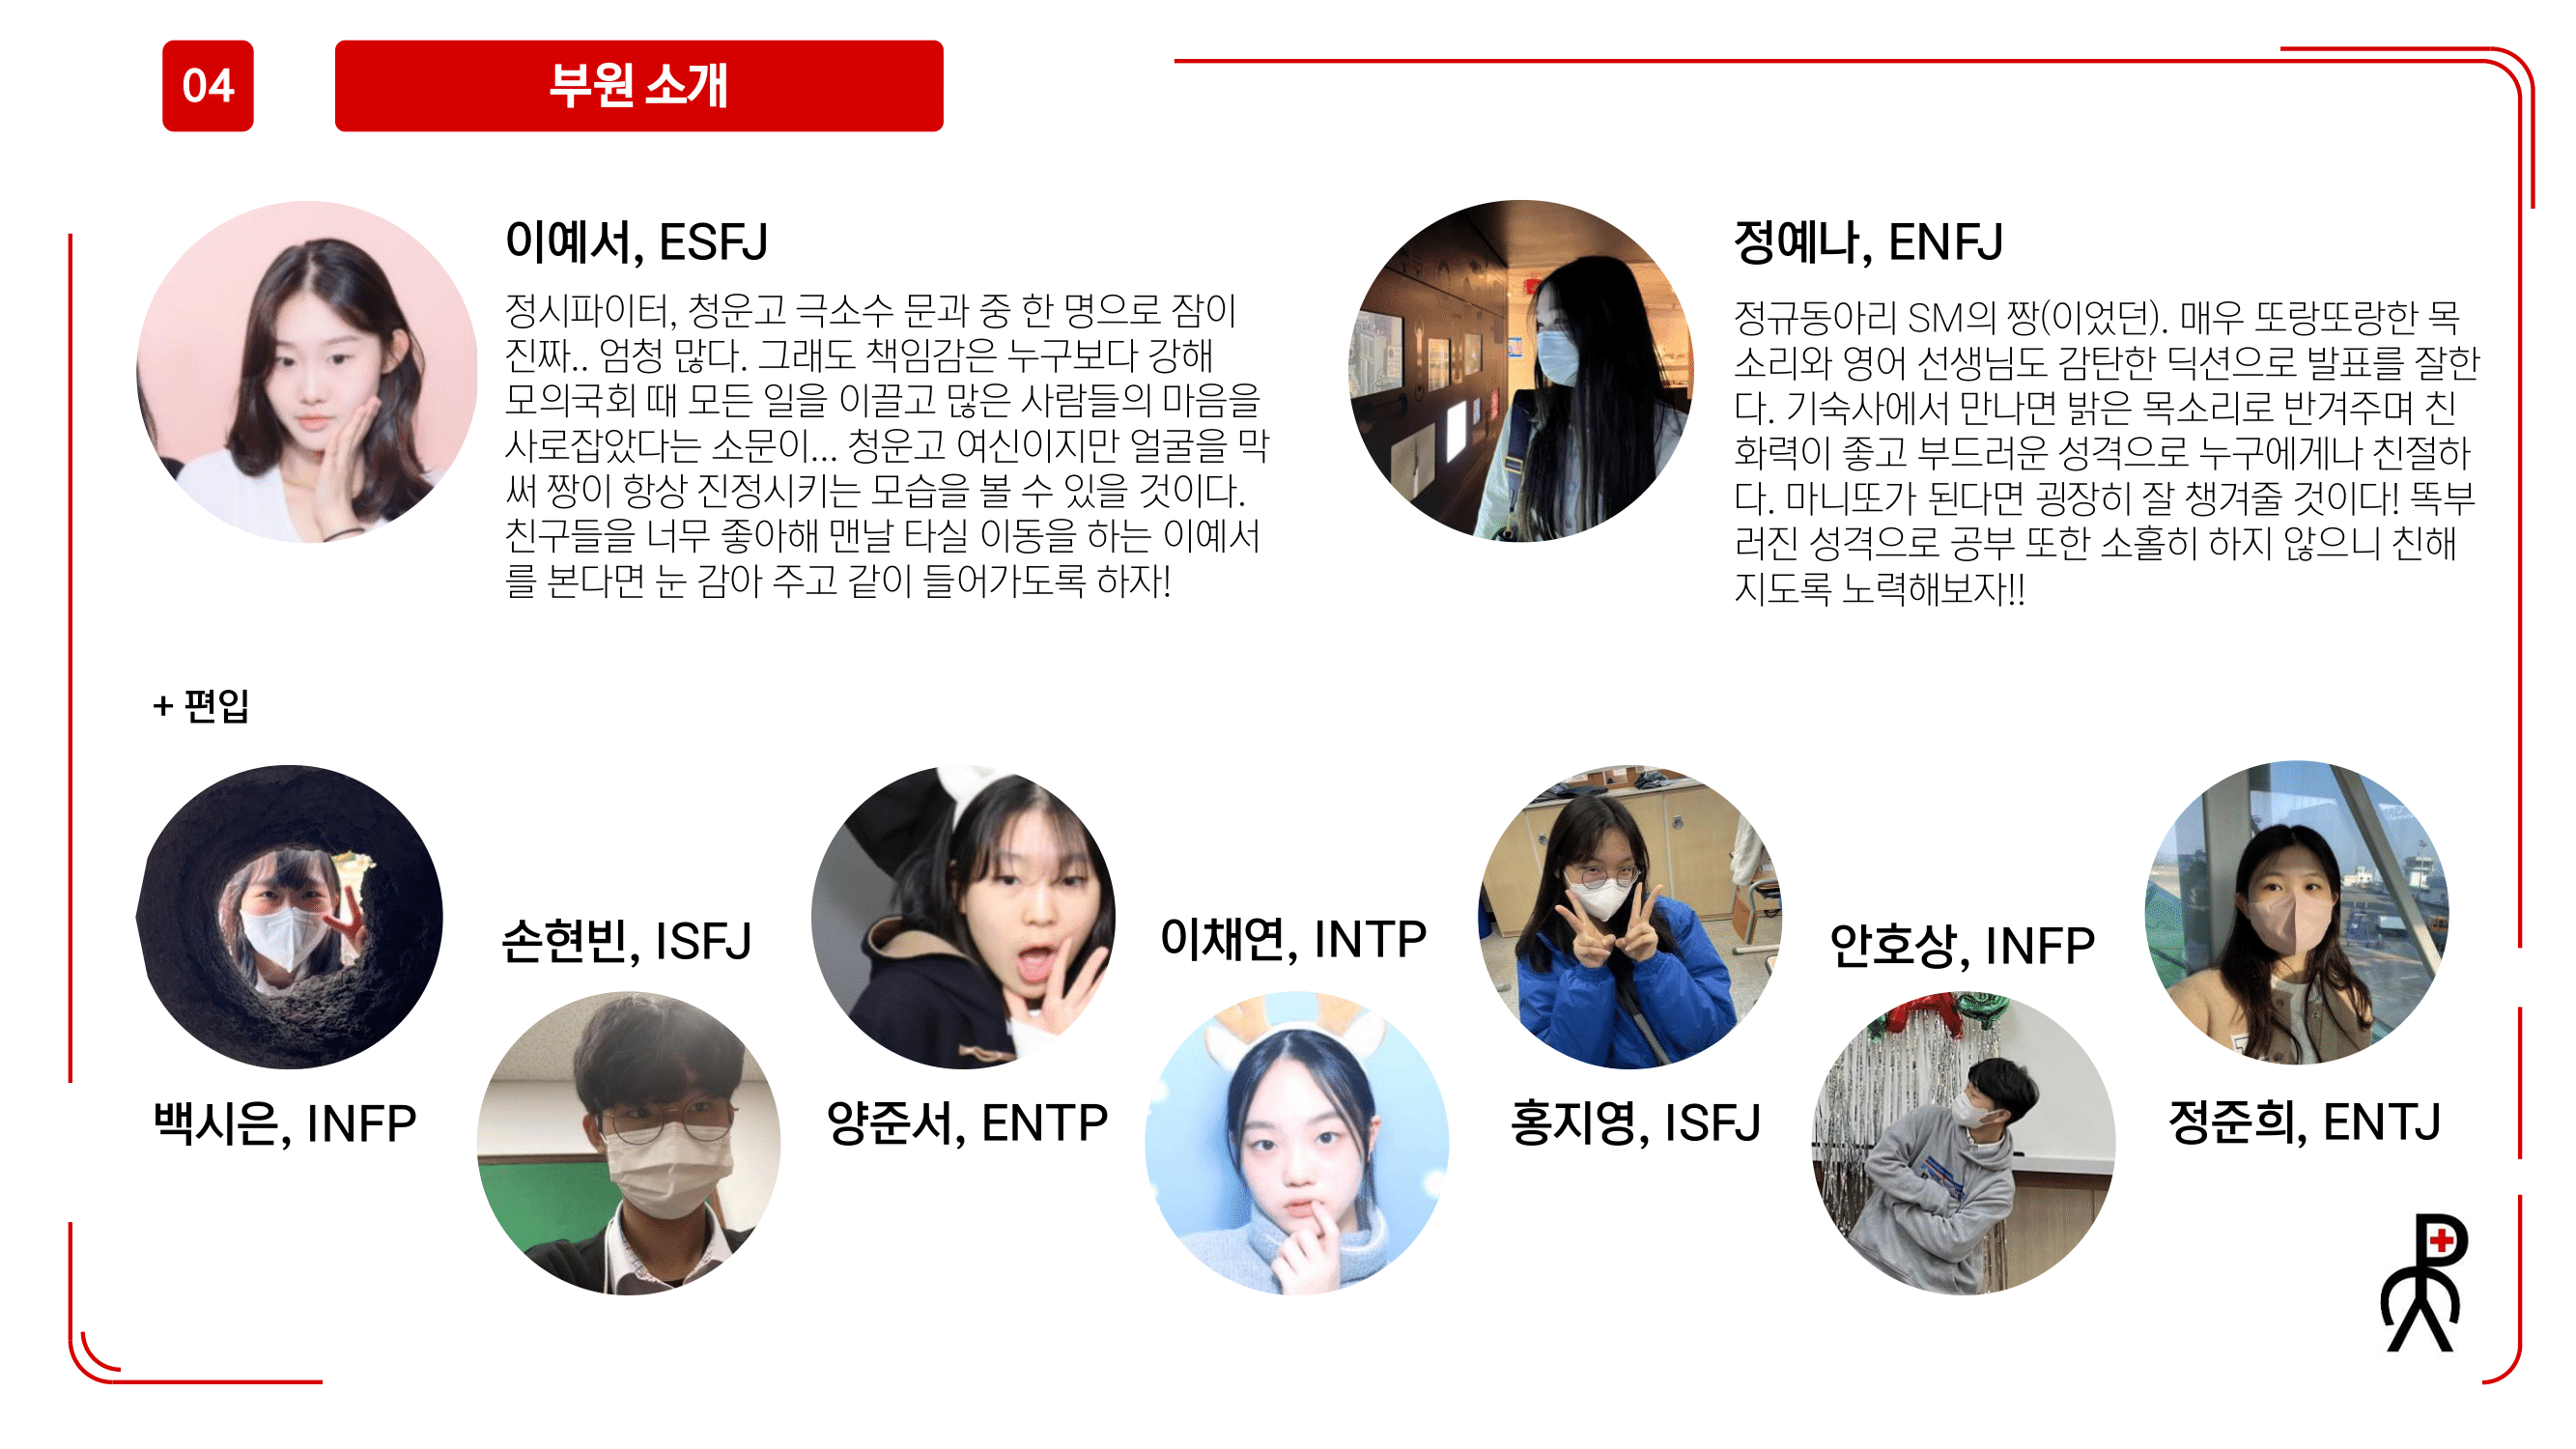 04
부원 소개
이예서, ESFJ
정시파이터, 청운고 극소수 문과 중 한 명으로 잠이
진짜.. 엄청 많다. 그래도 책임감은 누구보다 강해
모의국회 때 모든 일을 이끌고 많은 사람들의 마음을
사로잡았다는 소문이... 청운고 여신이지만 얼굴을 막
써 짱이 항상 진정시키는 모습을 볼 수 있을 것이다.
친구들을 너무 좋아해 맨날 타실 이동을 하는 이예서
를 본다면 눈 감아 주고 같이 들어가도록 하자!
정예나, ENFJ
정규동아리 SM의 짱(이었던). 매우 또랑또랑한 목
소리와 영어 선생님도 감탄한 딕션으로 발표를 잘한
다. 기숙사에서 만나면 밝은 목소리로 반겨주며 친
화력이 좋고 부드러운 성격으로 누구에게나 친절하
다. 마니또가 된다면 굉장히 잘 챙겨줄 것이다! 똑부
러진 성격으로 공부 또한 소홀히 하지 않으니 친해
지도록 노력해보자!!
+ 편입
백시은, INFP
손현빈, ISFJ
양준서, ENTP
이채연, INTP
홍지영, ISFJ
안호상, INFP
정준희, ENTJ